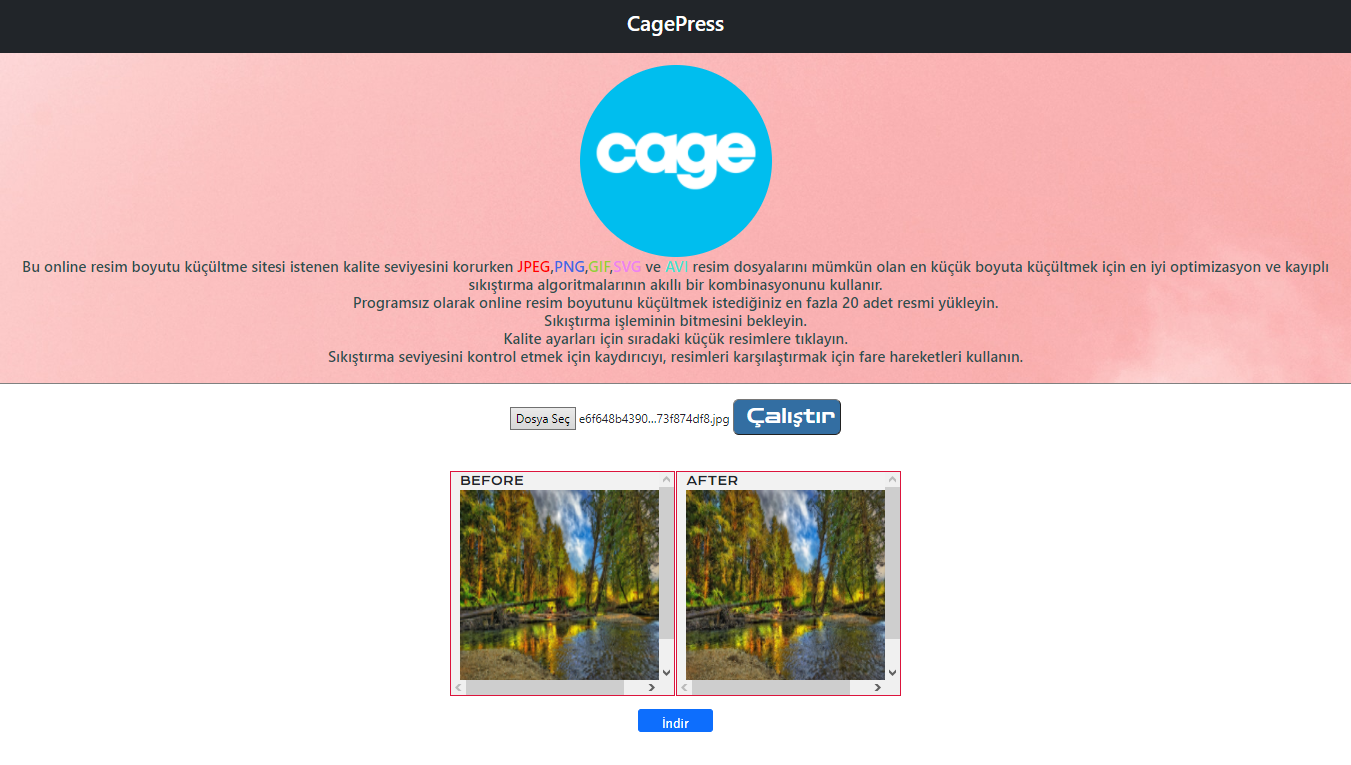 CagePress
cage
Bu online resim boyutu küçültme sitesi istenen kalite seviyesini korurken JPEG,PNG,GIF,SVG ve AVI resim dosyalarını mümkün olan en küçük boyuta küçültmek için en iyi optimizasyon ve kayıplı
sıkıştırma algoritmalarının akıllı bir kombinasyonunu kullanır.
Programsız olarak online resim boyutunu küçültmek istediğiniz en fazla 20 adet resmi yükleyin.
Sıkıştırma işleminin bitmesini bekleyin.
Kalite ayarları için sıradaki küçük resimlere tıklayın.
Sıkıştırma seviyesini kontrol etmek için kaydırıcıyı, resimleri karşılaştırmak için fare hareketleri kullanın.
Dosya Seç e6f648b4390...73f874df8.jpg Çalıştır
BEFORE AFTER
İndir